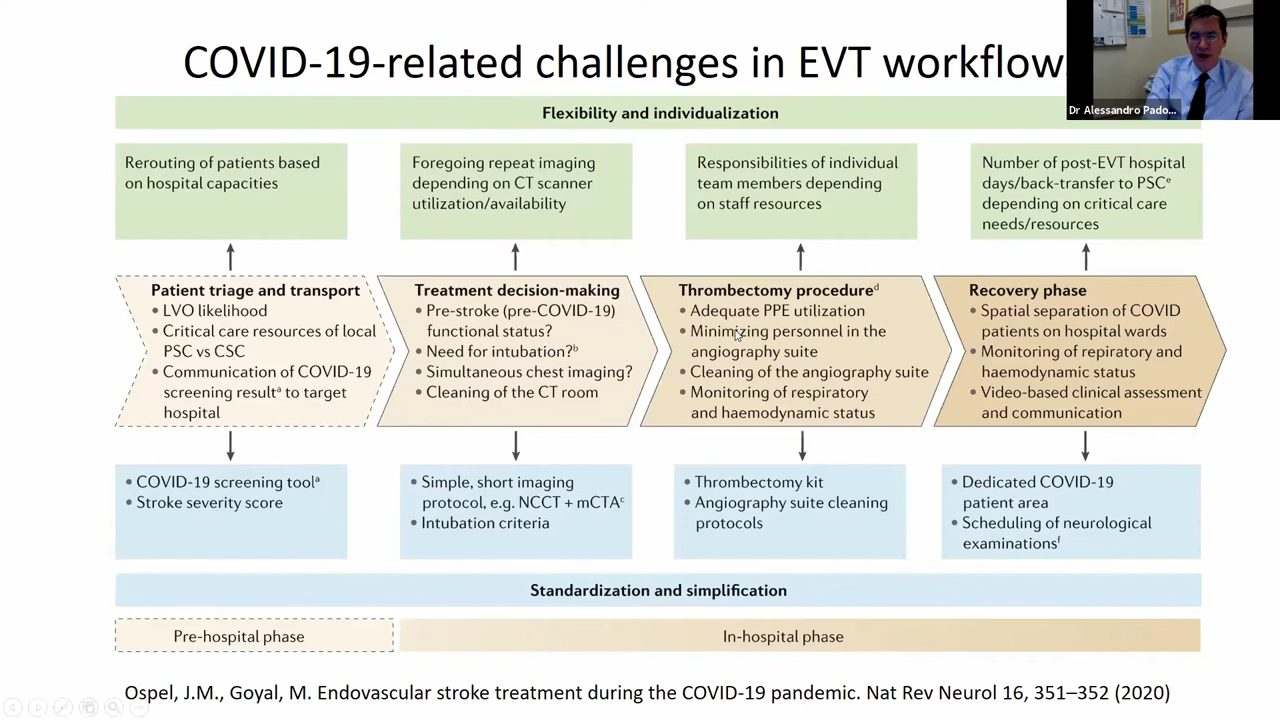 COVID-19-related challenges in EVT workflow
Dr Alessandro Pado...
Flexibility and individualization
Rerouting of patients based
on hospital capacities
Foregoing repeat imaging
depending on CT scanner
utilization/availability
Responsibilities of individual
team members depending
on staff resources
Number of post-EVT hospital
days/back-transfer to PSCᵉ
depending on critical care
needs/resources
Patient triage and transport
• LVO likelihood
• Critical care resources of local
PSC vs CSC
• Communication of COVID-19
screening resultᵃ to target
hospital
Treatment decision-making
• Pre-stroke (pre-COVID-19)
functional status?
• Need for intubation?ᵇ
• Simultaneous chest imaging?
• Cleaning of the CT room
Thrombectomy procedureᵈ
• Adequate PPE utilization
• Minimizing personnel in the
angiography suite
• Cleaning of the angiography suite
• Monitoring of respiratory
and haemodynamic status
Recovery phase
• Spatial separation of COVID
patients on hospital wards
• Monitoring of repiratory and
haemodynamic status
• Video-based clinical assessment
and communication
• COVID-19 screening toolᵃ
• Stroke severity score
• Simple, short imaging
protocol, e.g. NCCT + mCTAᶜ
• Intubation criteria
• Thrombectomy kit
• Angiography suite cleaning
protocols
• Dedicated COVID-19
patient area
• Scheduling of neurological
examinationsᶠ
Standardization and simplification
Pre-hospital phase
In-hospital phase
Ospel, J.M., Goyal, M. Endovascular stroke treatment during the COVID-19 pandemic. Nat Rev Neurol 16, 351–352 (2020)